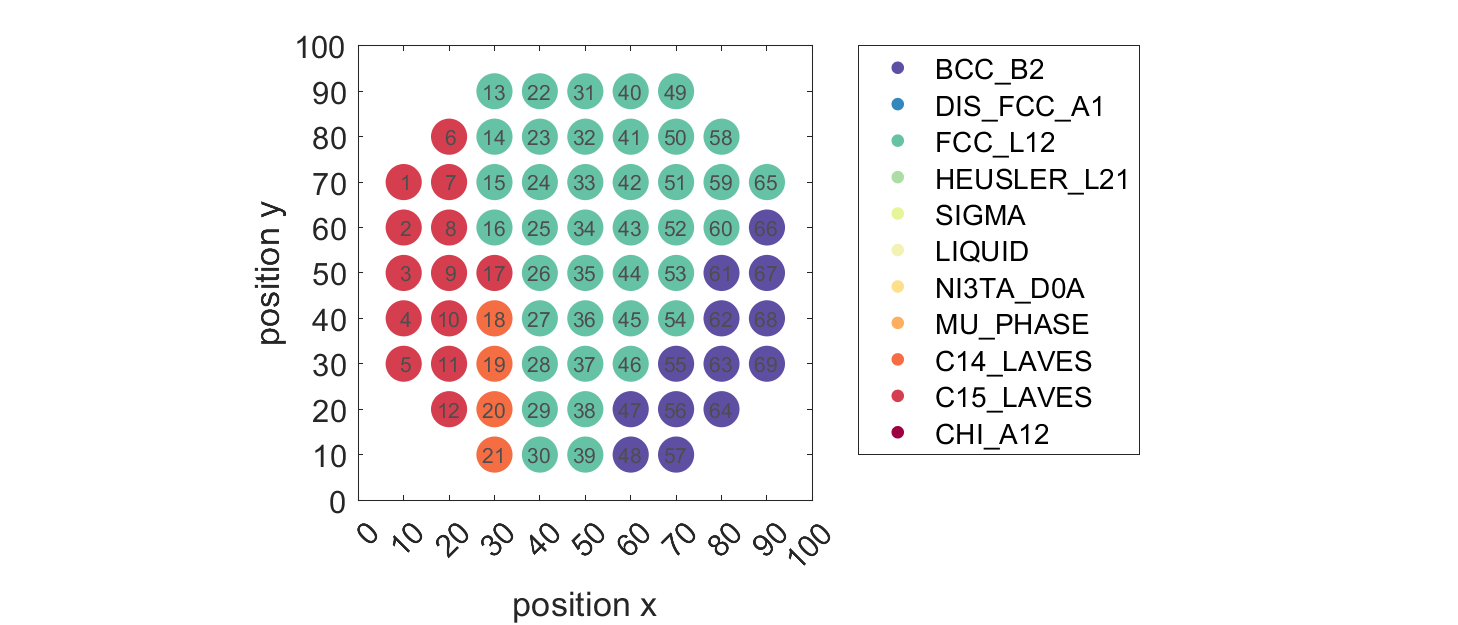 100
90
80
70
60
50
40
30
20
10
0
position y
13 22 31 40 49
6 14 23 32 41 50 58
1 7 15 24 33 42 51 59 65
2 8 16 25 34 43 52 60 66
3 9 17 26 35 44 53 61 67
4 10 18 27 36 45 54 62 68
5 11 19 28 37 46 55 63 69
12 20 29 38 47 56 64
21 30 39 48 57
0 10 20 30 40 50 60 70 80 90 100
position x
BCC_B2
DIS_FCC_A1
FCC_L12
HEUSLER_L21
SIGMA
LIQUID
NI3TA_D0A
MU_PHASE
C14_LAVES
C15_LAVES
CHI_A12